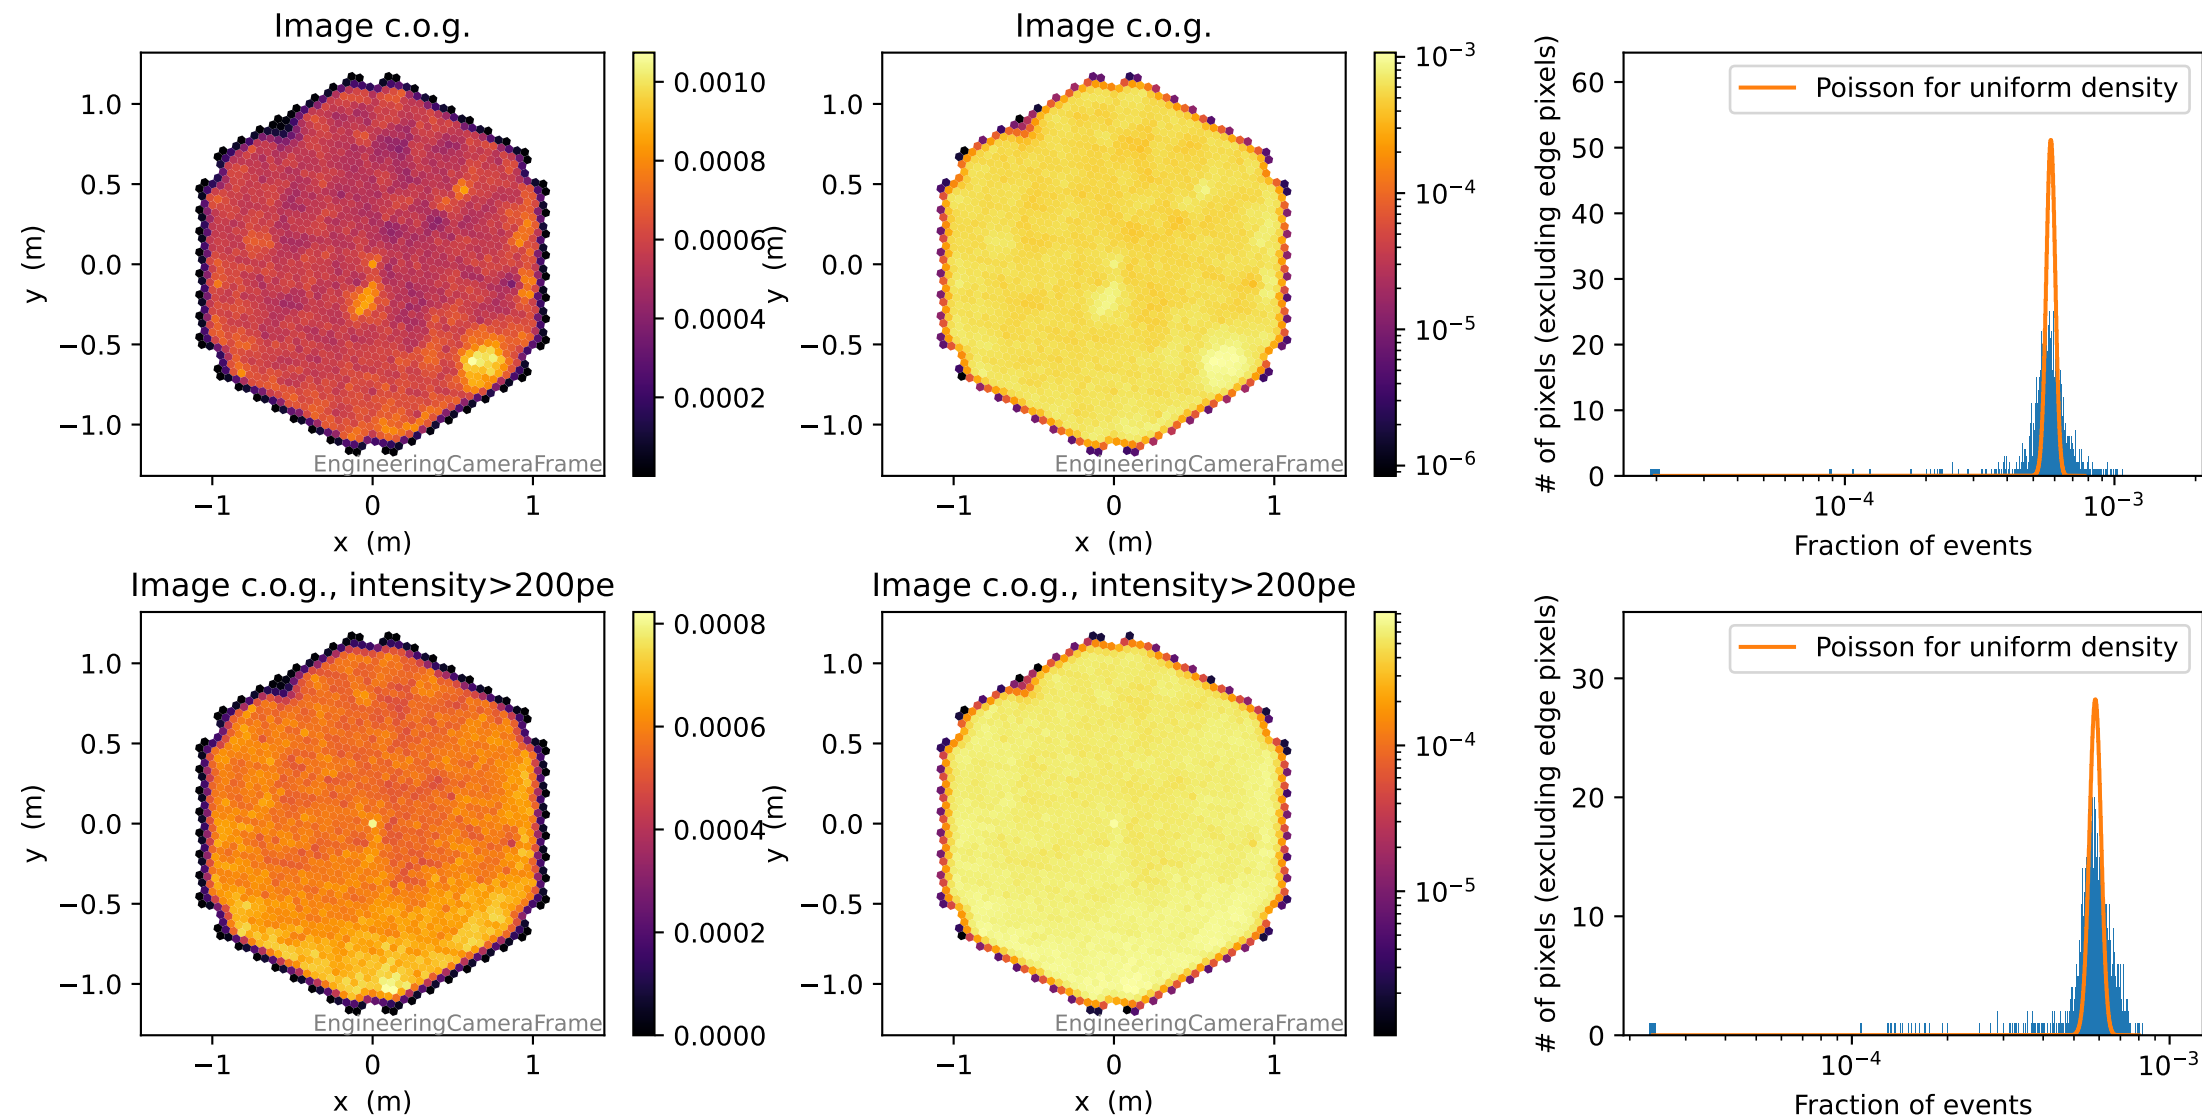 Image c.o.g.
1.0
0.5
0.0
−0.5
−1.0
y (m)
−1
0
1
x (m)
EngineeringCameraFrame
0.0010
0.0008
0.0006
0.0004
0.0002
Image c.o.g.
1.0
0.5
0.0
−0.5
−1.0
y (m)
−1
0
1
x (m)
EngineeringCameraFrame
10⁻³
10⁻⁴
10⁻⁵
10⁻⁶
# of pixels (excluding edge pixels)
60
50
40
30
20
10
0
Poisson for uniform density
10⁻⁴
10⁻³
Fraction of events
Image c.o.g., intensity>200pe
1.0
0.5
0.0
−0.5
−1.0
y (m)
−1
0
1
x (m)
EngineeringCameraFrame
0.0008
0.0006
0.0004
0.0002
0.0000
Image c.o.g., intensity>200pe
1.0
0.5
0.0
−0.5
−1.0
y (m)
−1
0
1
x (m)
EngineeringCameraFrame
10⁻⁴
10⁻⁵
# of pixels (excluding edge pixels)
30
20
10
0
Poisson for uniform density
10⁻⁴
10⁻³
Fraction of events